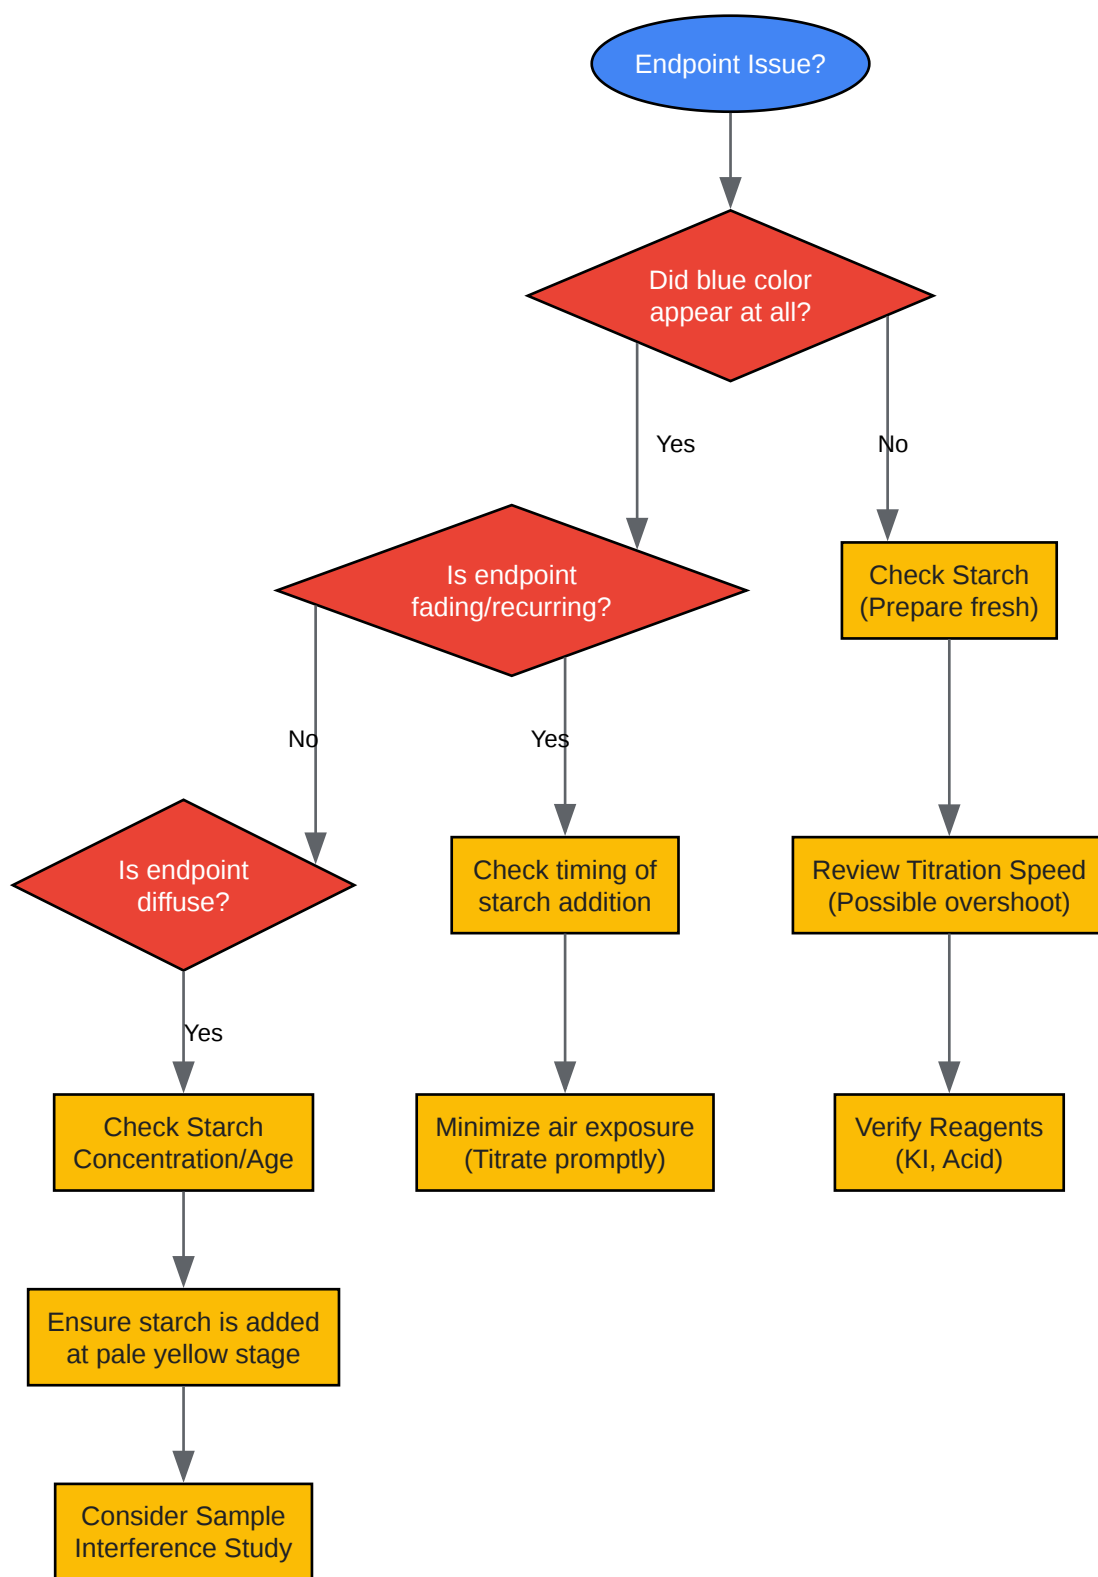 Endpoint Issue?
Did blue color
appear at all?
Yes
No
Is endpoint
fading/recurring?
Check Starch
(Prepare fresh)
No
Yes
Is endpoint
diffuse?
Check timing of
starch addition
Review Titration Speed
(Possible overshoot)
Yes
Check Starch
Concentration/Age
Minimize air exposure
(Titrate promptly)
Verify Reagents
(KI, Acid)
Ensure starch is added
at pale yellow stage
Consider Sample
Interference Study